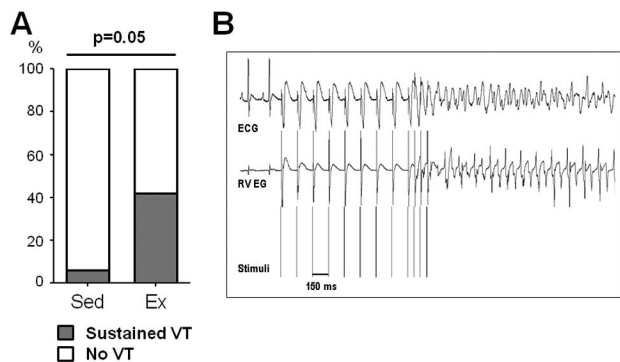 A
B
p=0.05
%
100
80
60
40
20
0
Sed Ex
Sustained VT
No VT
ECG
RV EG
Stimuli
150 ms